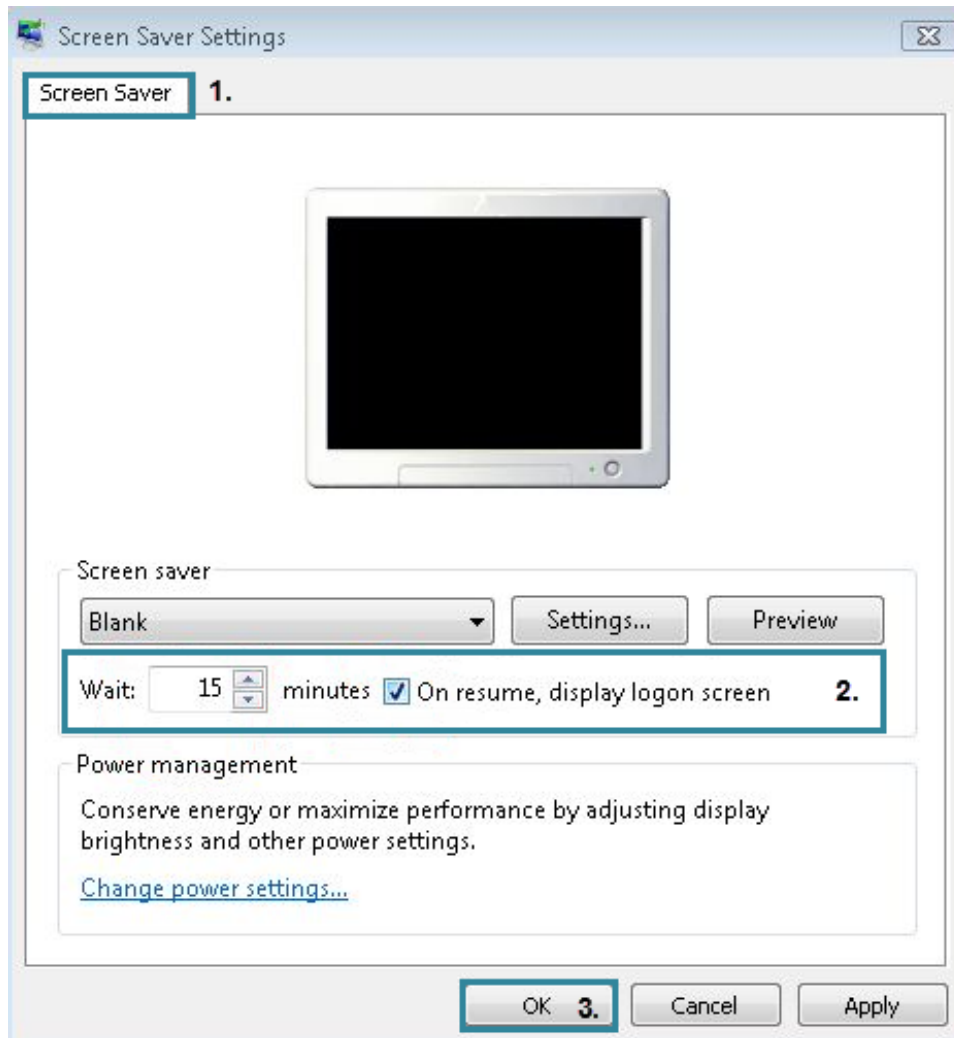 Screen Saver Settings
Screen Saver 1.
Screen saver
Blank Settings... Preview
Wait: 15 minutes On resume, display logon screen 2.
Power management
Conserve energy or maximize performance by adjusting display
brightness and other power settings.
Change power settings...
OK 3. Cancel Apply